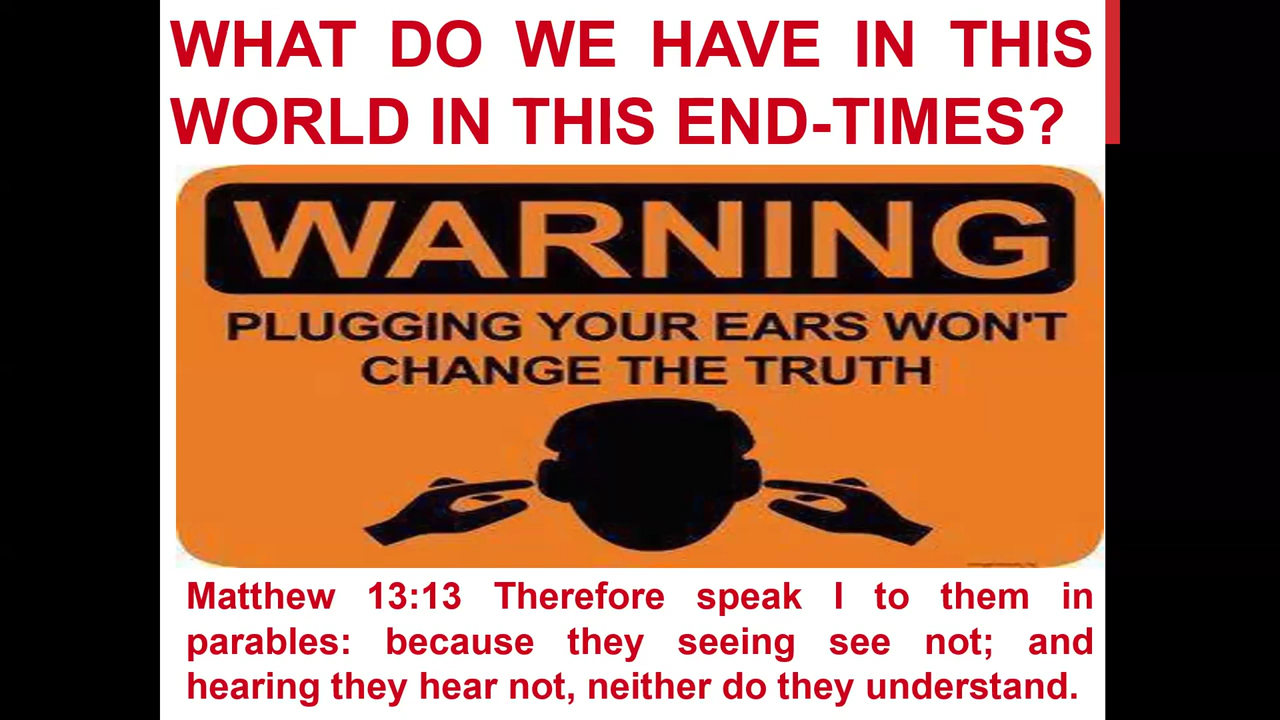 WHAT DO WE HAVE IN THIS
WORLD IN THIS END-TIMES?
WARNING
PLUGGING YOUR EARS WON'T
CHANGE THE TRUTH
Matthew 13:13 Therefore speak I to them in
parables: because they seeing see not; and
hearing they hear not, neither do they understand.